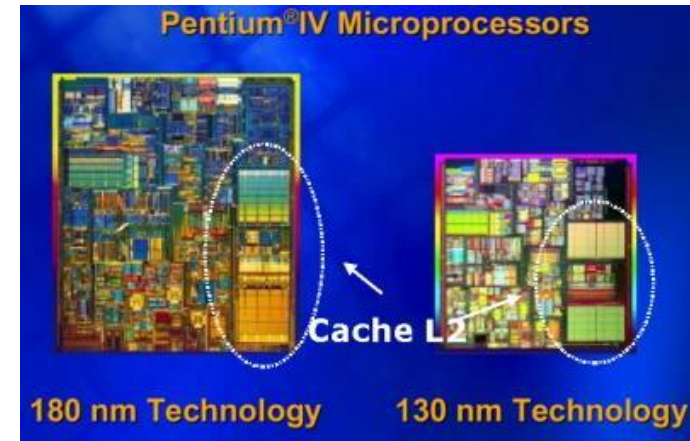 Pentium®IV Microprocessors
Cache L2
180 nm Technology
130 nm Technology